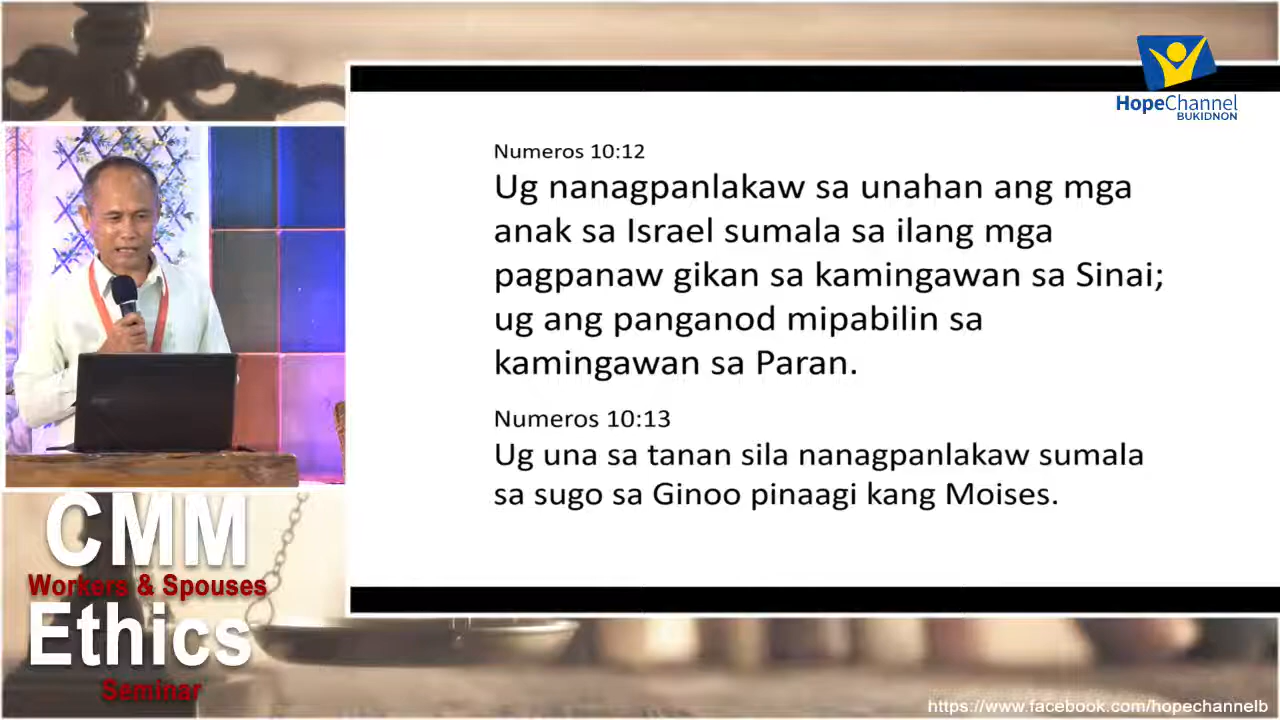 HopeChannel
BUKIDNON
Numeros 10:12
Ug nanagpanlakaw sa unahan ang mga
anak sa Israel sumala sa ilang mga
pagpanaw gikan sa kamingawan sa Sinai;
ug ang panganod mipabilin sa
kamingawan sa Paran.
Numeros 10:13
Ug una sa tanan sila nanagpanlakaw sumala
sa sugo sa Ginoo pinaagi kang Moises.
CMM
Workers & Spouses
Ethics
Seminar
https://www.facebook.com/hopechannelb